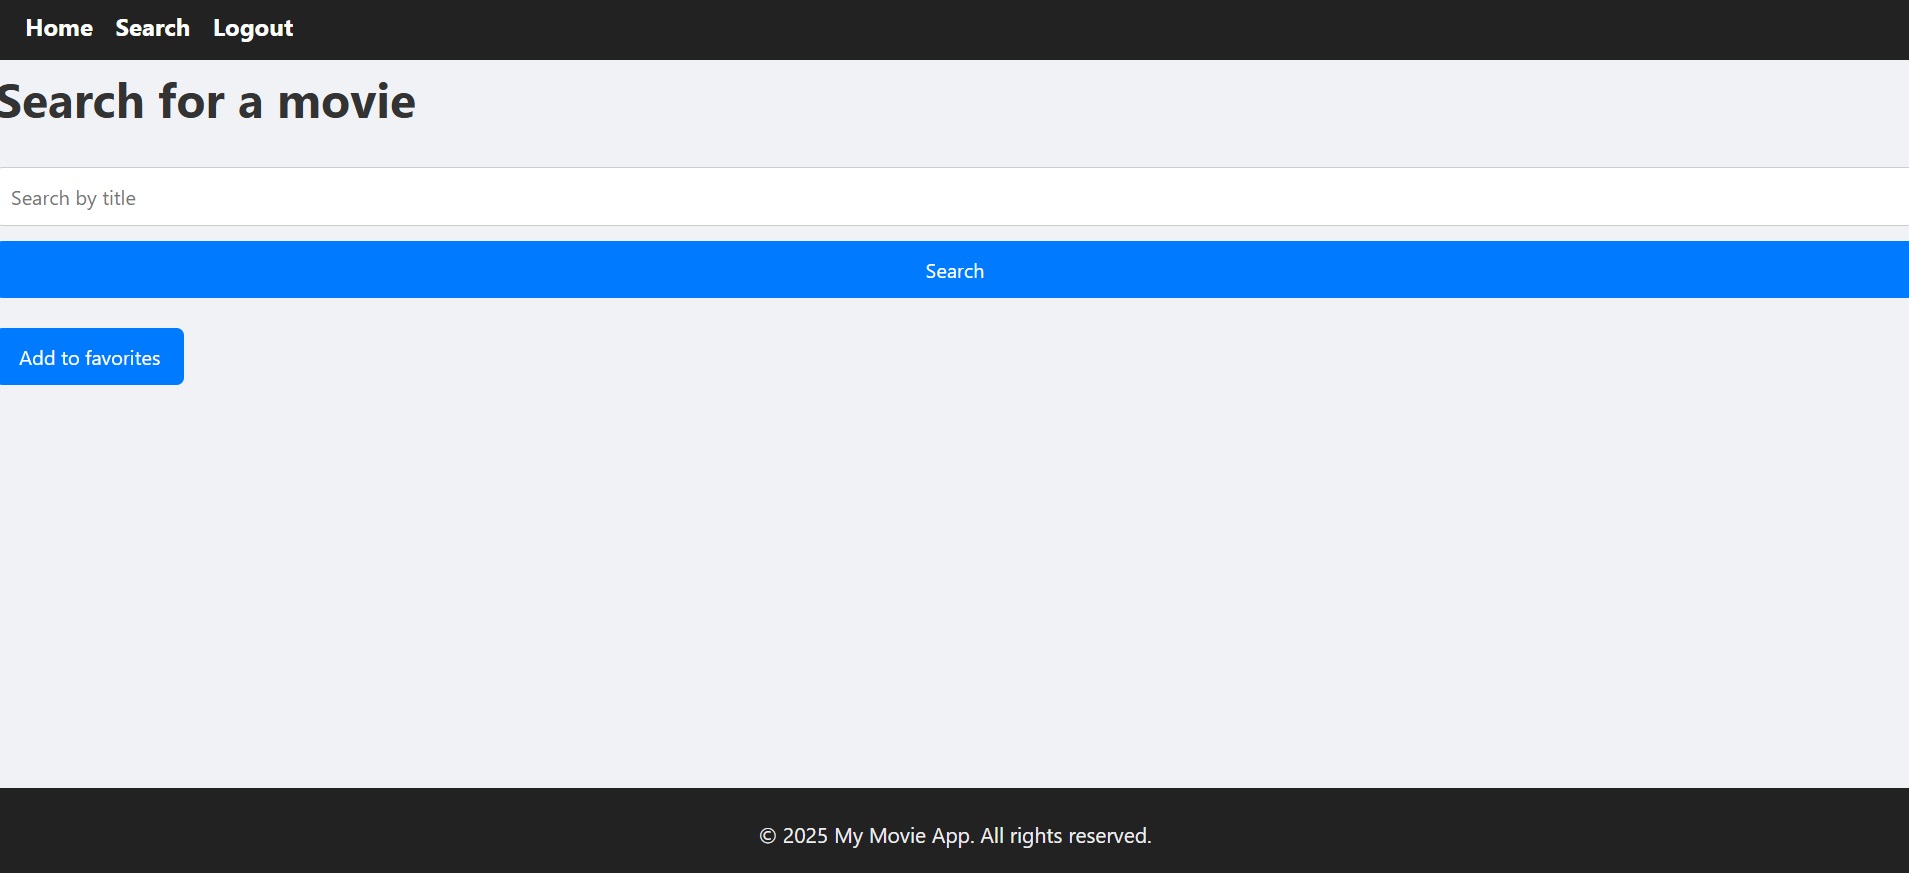 Home Search Logout
Search for a movie
Search by title
Search
Add to favorites
© 2025 My Movie App. All rights reserved.